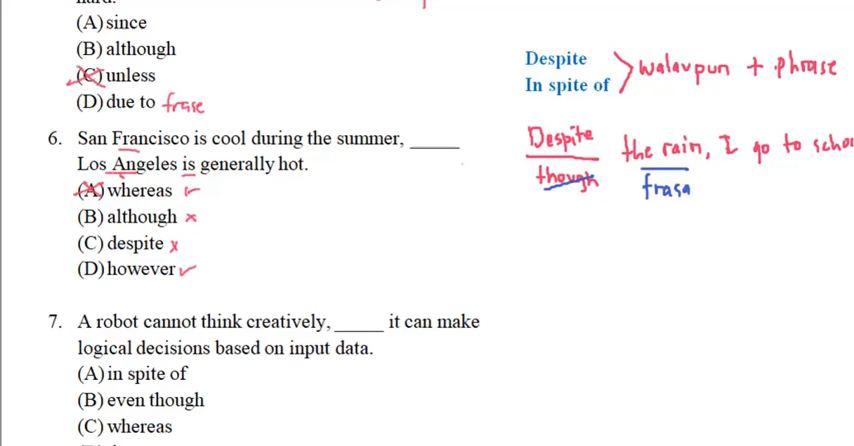 (A) since
(B) although
(C) unless
(D) due to frase
6. San Francisco is cool during the summer, _____
Los Angeles is generally hot.
(A) whereas
(B) although
(C) despite
(D) however
7. A robot cannot think creatively, _____ it can make
logical decisions based on input data.
(A) in spite of
(B) even though
(C) whereas
Despite
In spite of
walaupun + phrase
Despite the rain, I go to scho
though
frasa